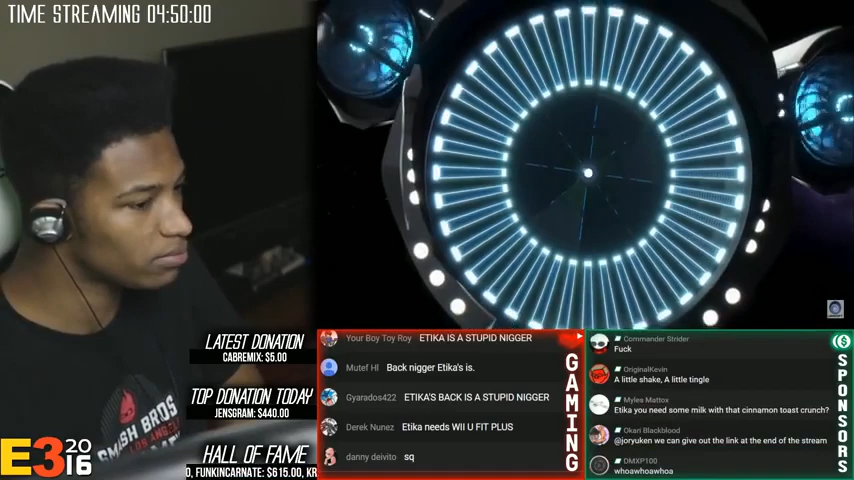 TIME STREAMING 04:50:00
SMASH BROS
LOS ANGELES
LATEST DONATION
CABREMIX: $5.00
TOP DONATION TODAY
JENSGRAM: $440.00
HALL OF FAME
O, FUNKINCARNATE: $615.00, KR
E3 2016
Your Boy Toy Roy ETIKA IS A STUPID NIGGER
Mutef HI Back nigger Etika's is.
Gyarados422 ETIKA'S BACK IS A STUPID NIGGER
Derek Nunez Etika needs WII U FIT PLUS
danny deivito sq
GAMING
Commander Strider
Fuck
OriginalKevin
A little shake, A little tingle
Myles Mattox
Etika you need some milk with that cinnamon toast crunch?
Okari Blackblood
@joryuken we can give out the link at the end of the stream
DMXP100
whoawhoawhoa
SPONSORS